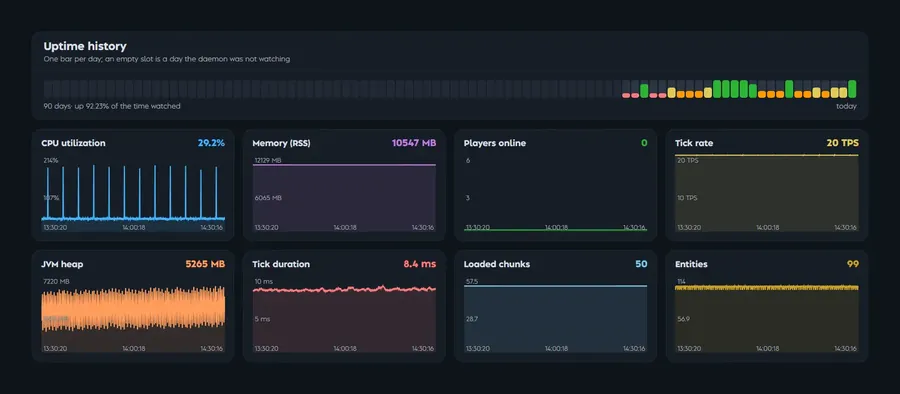 Uptime history
One bar per day; an empty slot is a day the daemon was not watching
90 days· up 92.23% of the time watched
today
CPU utilization 29.2%
214%
107%
13:30:20 14:00:18 14:30:16
Memory (RSS) 10547 MB
12129 MB
6065 MB
13:30:20 14:00:18 14:30:16
Players online 0
6
3
13:30:20 14:00:18 14:30:16
Tick rate 20 TPS
20 TPS
10 TPS
13:30:20 14:00:18 14:30:16
JVM heap 5265 MB
7220 MB
13:30:20 14:00:18 14:30:16
Tick duration 8.4 ms
10 ms
5 ms
13:30:20 14:00:18 14:30:16
Loaded chunks 50
57.5
28.7
13:30:20 14:00:18 14:30:16
Entities 99
114
56.9
13:30:20 14:00:18 14:30:16